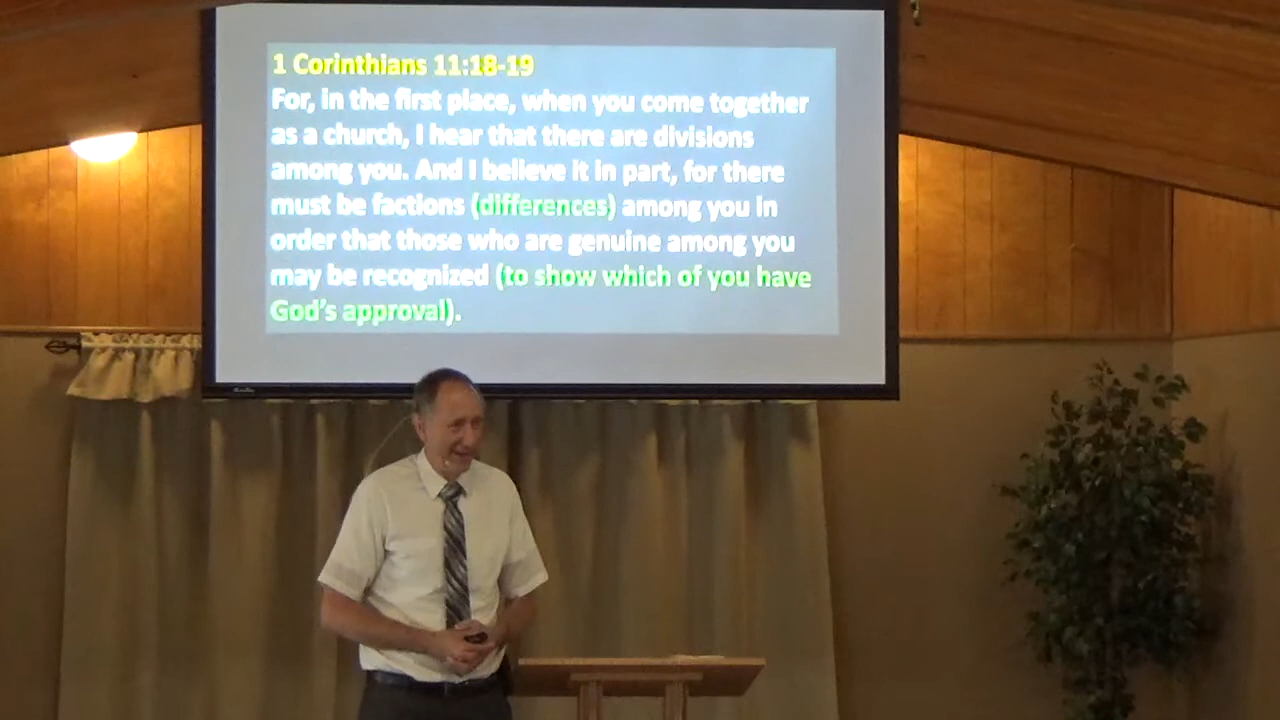 1 Corinthians 11:18-19
For, in the first place, when you come together
as a church, I hear that there are divisions
among you. And I believe it in part, for there
must be factions (differences) among you in
order that those who are genuine among you
may be recognized (to show which of you have
God's approval).